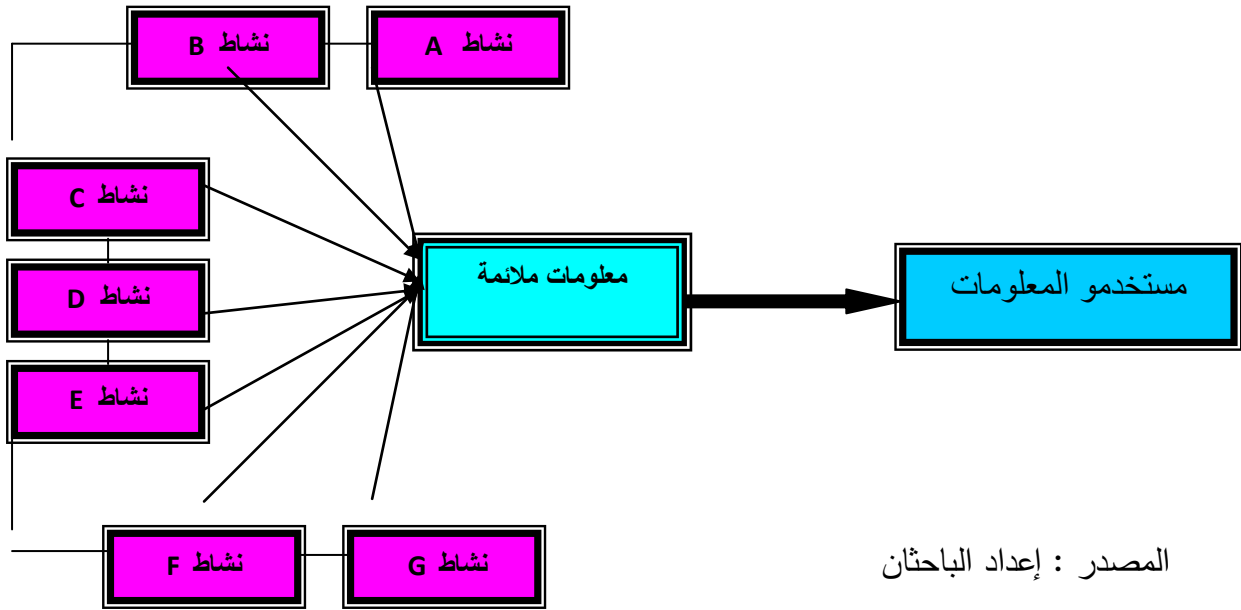 نشاط A
نشاط B
نشاط C
نشاط D
نشاط E
نشاط F
نشاط G
معلومات ملائمة
مستخدمو المعلومات
المصدر : إعداد الباحثان